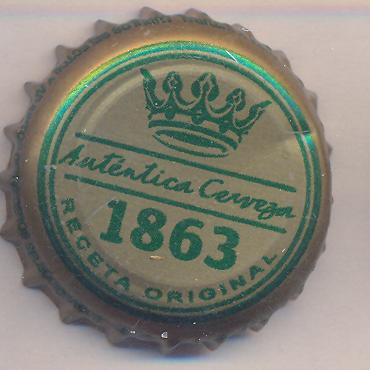 Auténtica Cerveza
1863
RECETA ORIGINAL